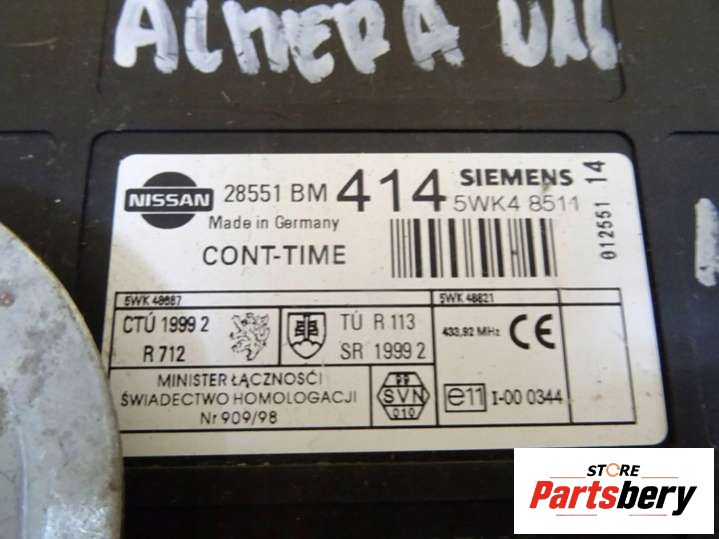 ALMERA N16
NISSAN 28551 BM 414 SIEMENS
5WK4 8511
Made in Germany
CONT-TIME
012551 14
5WK 48687
5WK 48821
CTÚ 1999 2
R 712
TÚ R 113
SR 1999 2
433,92 MHz CE
MINISTER ŁĄCZNOSĆI
ŚWIADECTWO HOMOLOGACJI
Nr 909/98
SVN
010
e11 I-00 0344
STORE
Partsbery